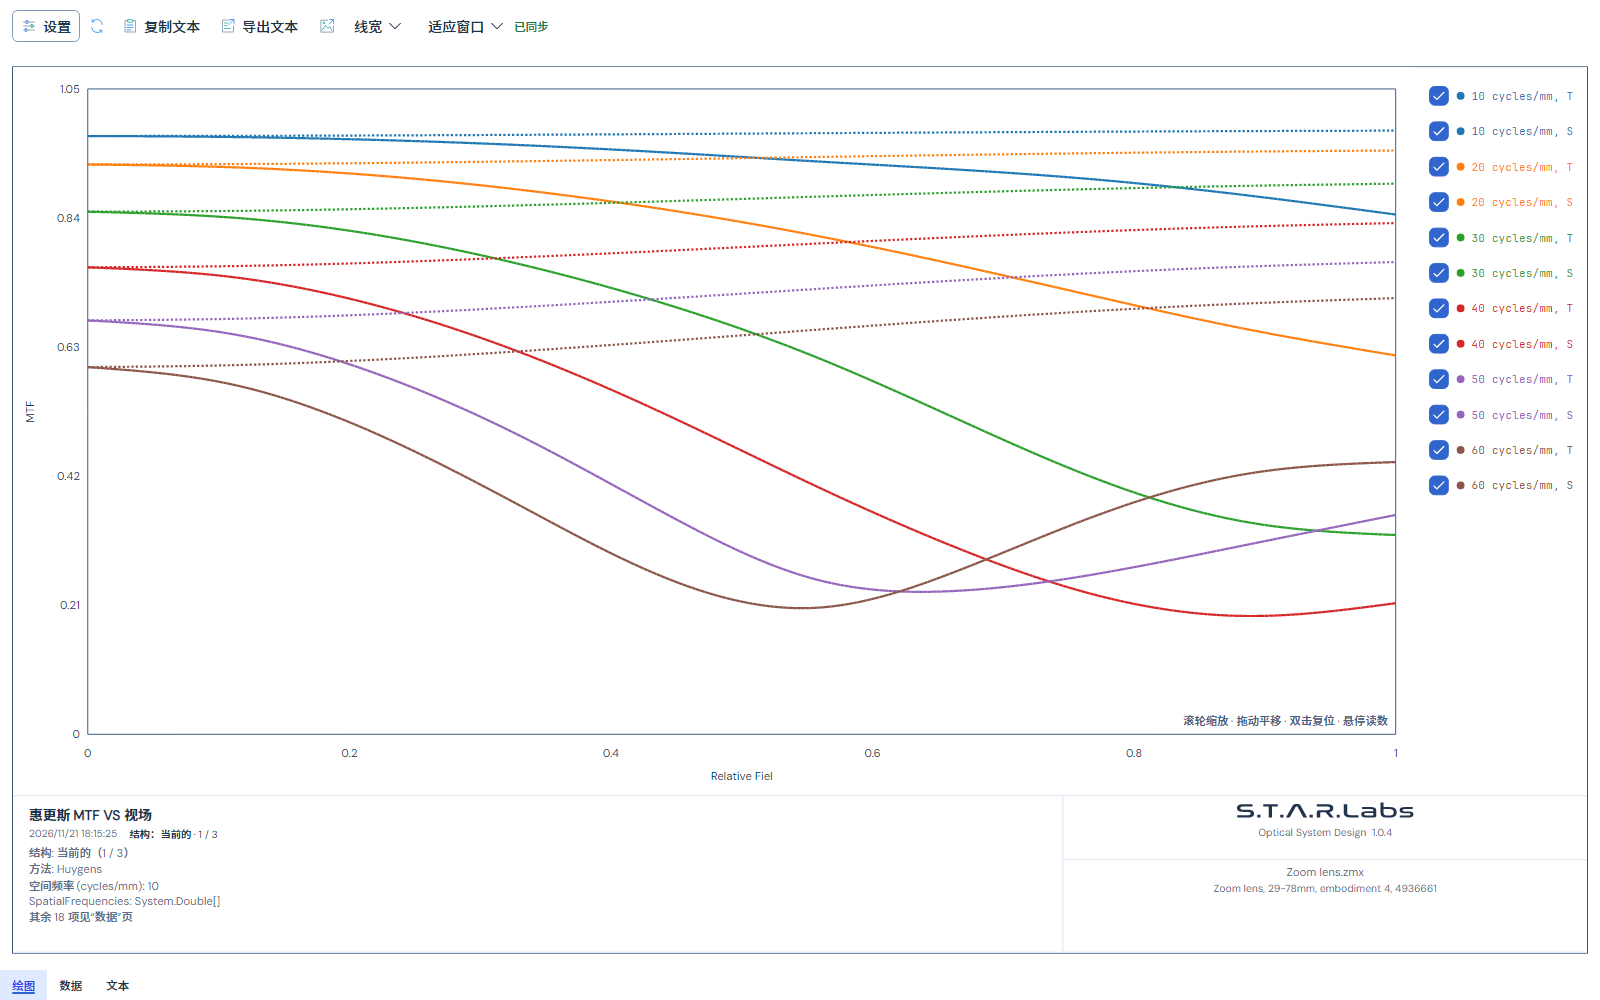 设置 复制文本 导出文本 线宽 适应窗口 已同步
1.05
0.84
0.63
0.42
0.21
0
MTF
0 0.2 0.4 0.6 0.8 1
Relative Fiel
滚轮缩放 · 拖动平移 · 双击复位 · 悬停读数
10 cycles/mm, T
10 cycles/mm, S
20 cycles/mm, T
20 cycles/mm, S
30 cycles/mm, T
30 cycles/mm, S
40 cycles/mm, T
40 cycles/mm, S
50 cycles/mm, T
50 cycles/mm, S
60 cycles/mm, T
60 cycles/mm, S
惠更斯 MTF VS 视场
2026/11/21 18:15:25 结构：当前的 · 1 / 3
结构: 当前的（1 / 3）
方法: Huygens
空间频率 (cycles/mm): 10
SpatialFrequencies: System.Double[]
其余 18 项见“数据”页
S.T.A.R.Labs
Optical System Design 1.0.4
Zoom lens.zmx
Zoom lens, 29-78mm, embodiment 4, 4936661
绘图 数据 文本